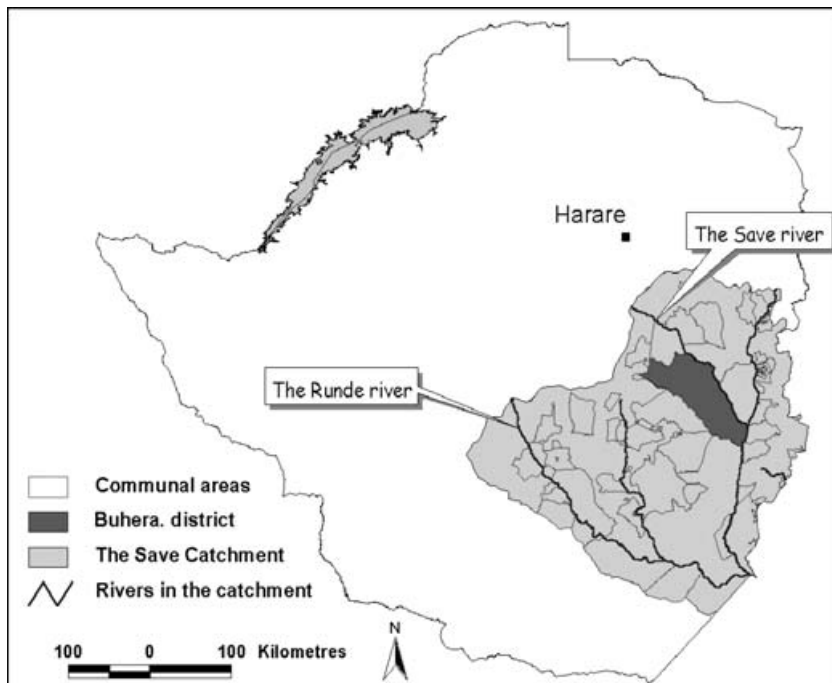 Harare
The Save river
The Runde river
Communal areas
Buhera. district
The Save Catchment
Rivers in the catchment
N
100 0 100 Kilometres